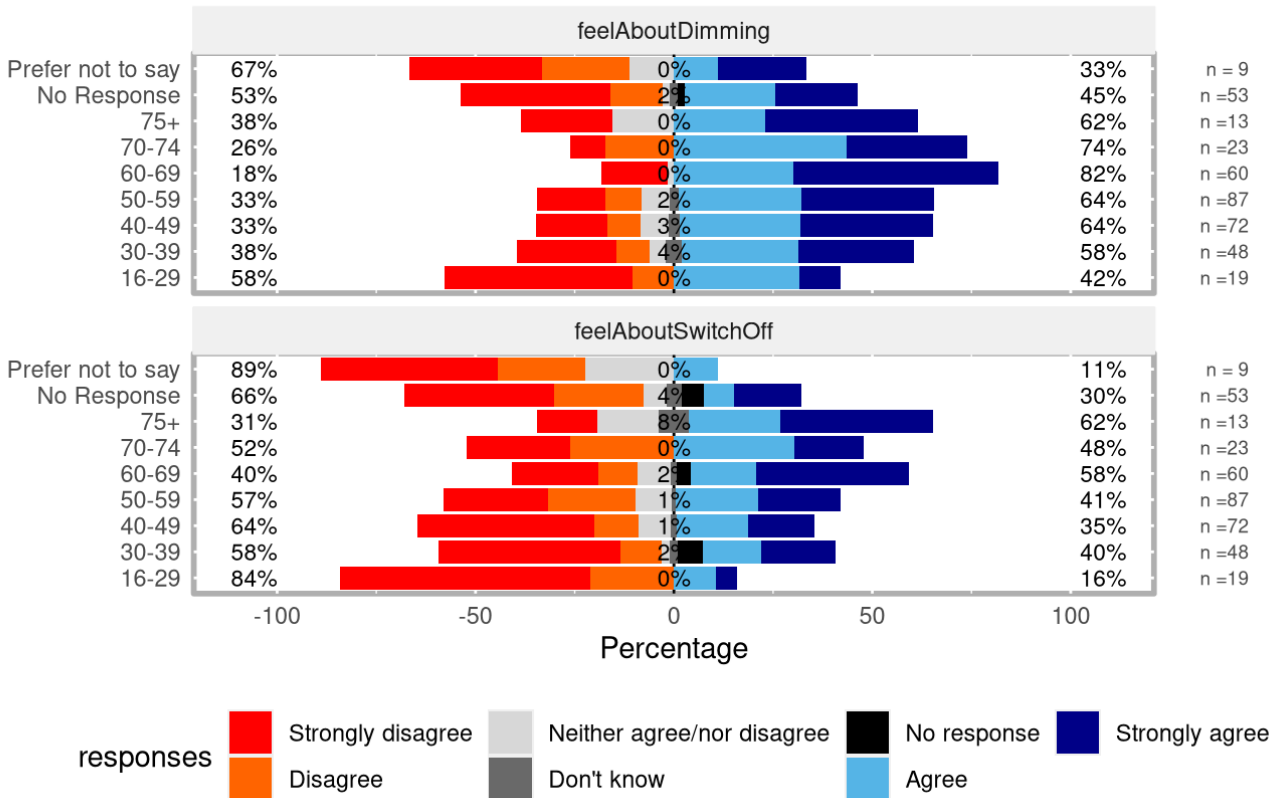 feelAboutDimming
Prefer not to say 67% 0% 33% n = 9
No Response 53% 2% 45% n =53
75+ 38% 0% 62% n =13
70-74 26% 0% 74% n =23
60-69 18% 0% 82% n =60
50-59 33% 2% 64% n =87
40-49 33% 3% 64% n =72
30-39 38% 4% 58% n =48
16-29 58% 0% 42% n =19
feelAboutSwitchOff
Prefer not to say 89% 0% 11% n = 9
No Response 66% 4% 30% n =53
75+ 31% 8% 62% n =13
70-74 52% 0% 48% n =23
60-69 40% 2% 58% n =60
50-59 57% 1% 41% n =87
40-49 64% 1% 35% n =72
30-39 58% 2% 40% n =48
16-29 84% 0% 16% n =19
-100 -50 0 50 100
Percentage
responses
Strongly disagree Neither agree/nor disagree No response Strongly agree
Disagree Don't know Agree